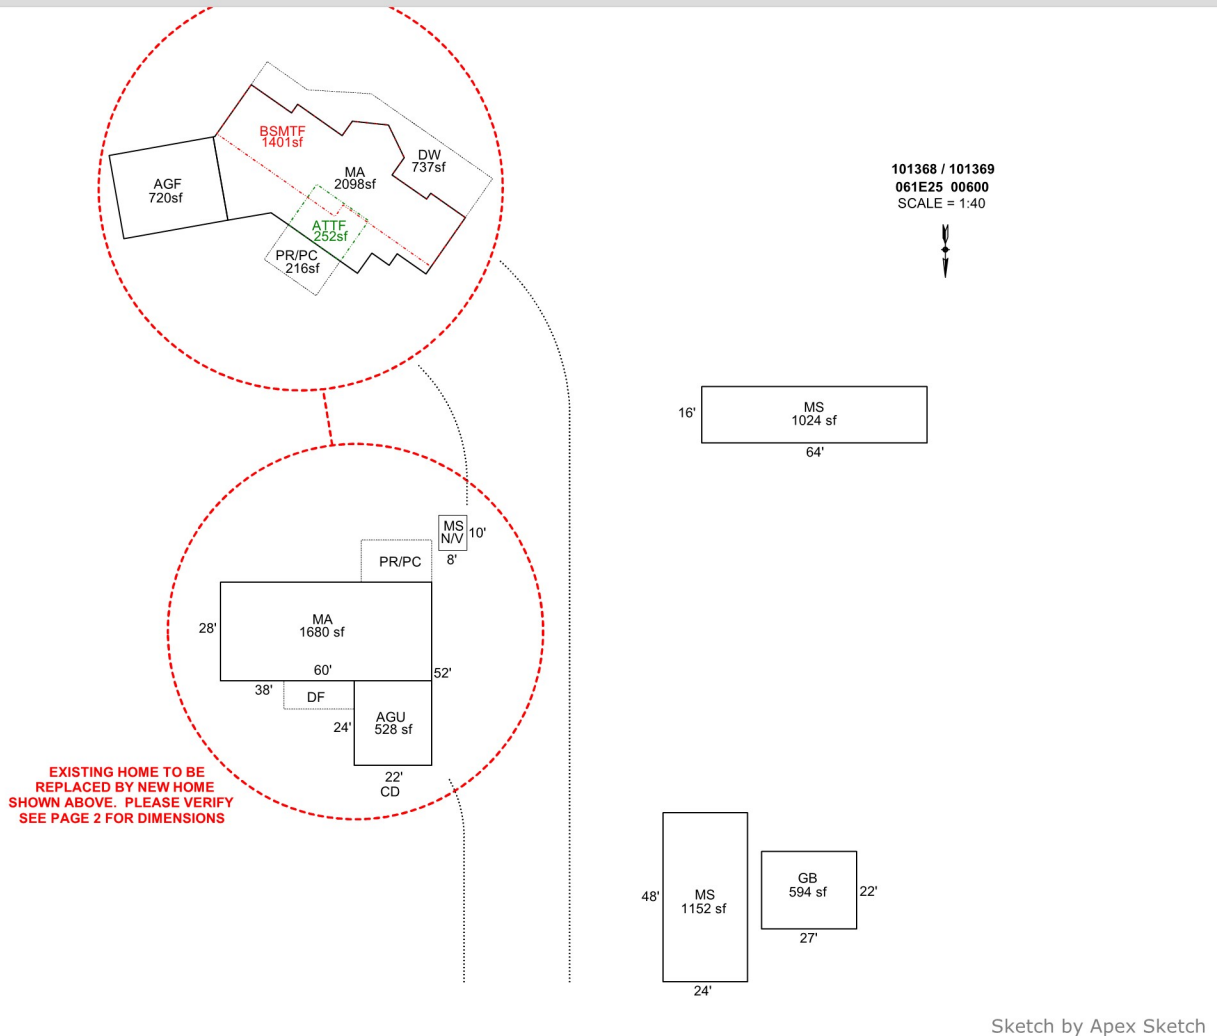 BSMTF
1401sf
DW
737sf
MA
2098sf
AGF
720sf
ATTF
252sf
PR/PC
216sf
101368 / 101369
061E25  00600
SCALE = 1:40
MS
1024 sf
16'
64'
MS
N/V
10'
8'
PR/PC
MA
1680 sf
28'
60'
52'
38'
DF
24'
AGU
528 sf
22'
CD
EXISTING HOME TO BE
REPLACED BY NEW HOME
SHOWN ABOVE.  PLEASE VERIFY
SEE PAGE 2 FOR DIMENSIONS
48'
MS
1152 sf
24'
GB
594 sf
22'
27'
Sketch by Apex Sketch